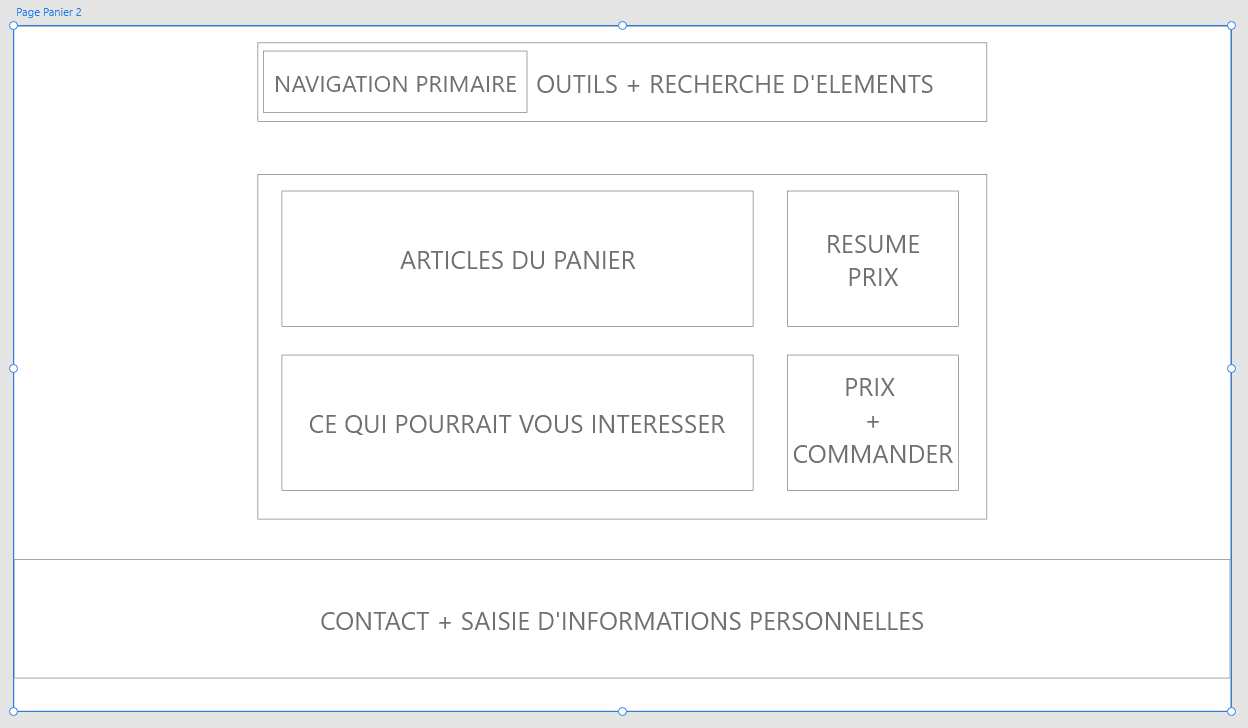 Page Panier 2
NAVIGATION PRIMAIRE
OUTILS + RECHERCHE D'ELEMENTS
ARTICLES DU PANIER
RESUME
PRIX
CE QUI POURRAIT VOUS INTERESSER
PRIX
+
COMMANDER
CONTACT + SAISIE D'INFORMATIONS PERSONNELLES